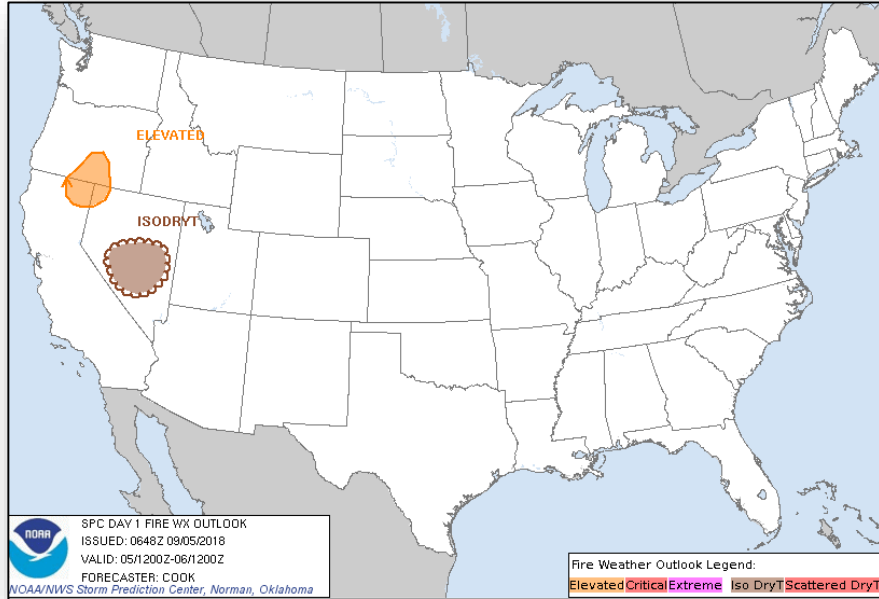 ELEVATED
ISODRYT
NOAA
SPC DAY 1 FIRE WX OUTLOOK
ISSUED: 0648Z 09/05/2018
VALID: 05/1200Z-06/1200Z
FORECASTER: COOK
NOAA/NWS Storm Prediction Center, Norman, Oklahoma
Fire Weather Outlook Legend:
Elevated Critical Extreme Iso DryT Scattered DryT